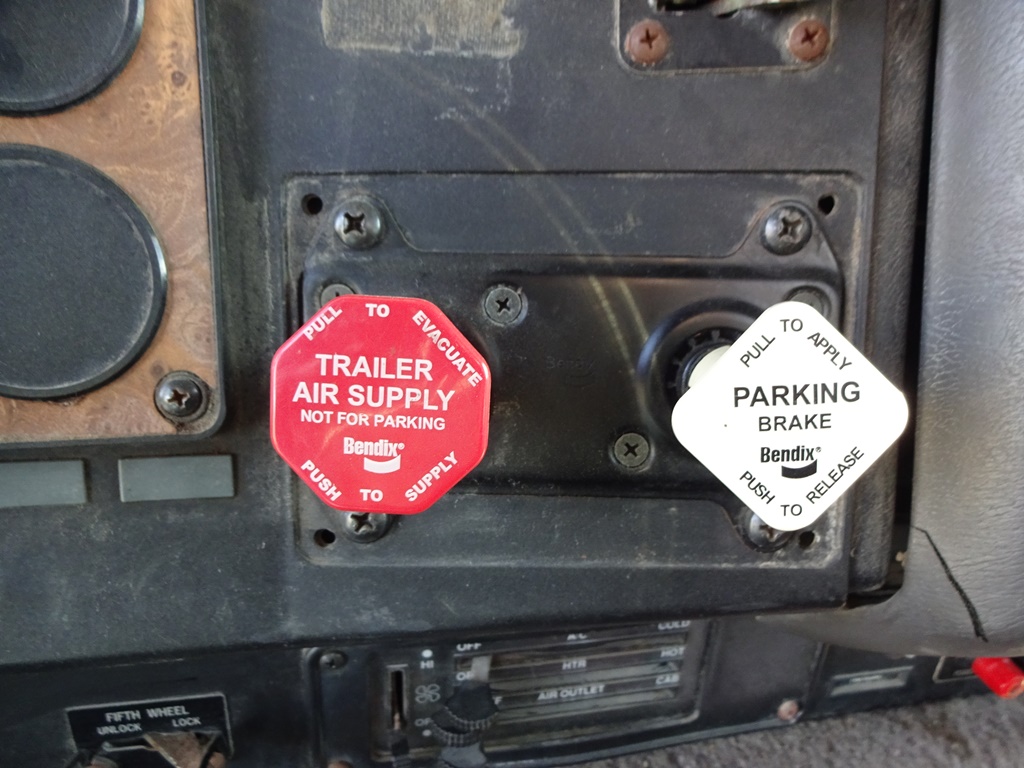 PULL TO EVACUATE
TRAILER
AIR SUPPLY
NOT FOR PARKING
Bendix®
PUSH TO SUPPLY
PULL TO APPLY
PARKING
BRAKE
Bendix®
PUSH TO RELEASE
OFF
A/C
COLD
HI
HTR
HOT
AIR OUTLET
CAB
FIFTH WHEEL
UNLOCK
LOCK